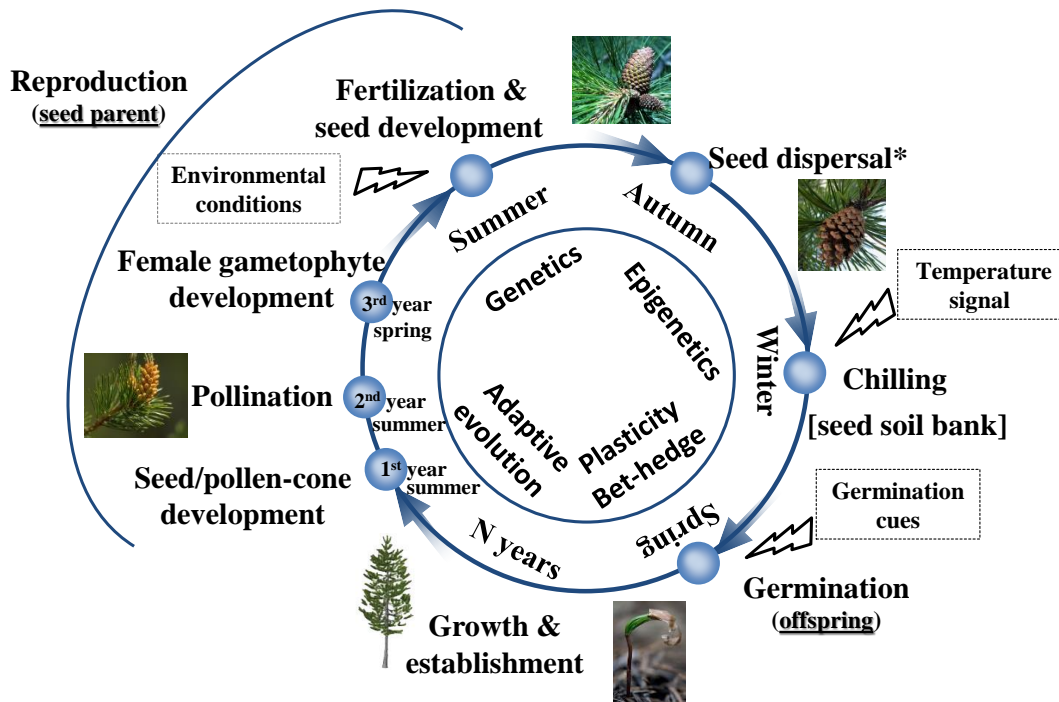 Reproduction
(seed parent)
Fertilization &
seed development
Environmental
conditions
Seed dispersal*
Summer
Autumn
Female gametophyte
development
3rd year
spring
Genetics
Epigenetics
Temperature
signal
Winter
Chilling
[seed soil bank]
Pollination
2nd year
summer
Adaptive
evolution
Plasticity
Bet-hedge
Seed/pollen-cone
development
1st year
summer
Germination
cues
N years
Spring
Germination
(offspring)
Growth &
establishment